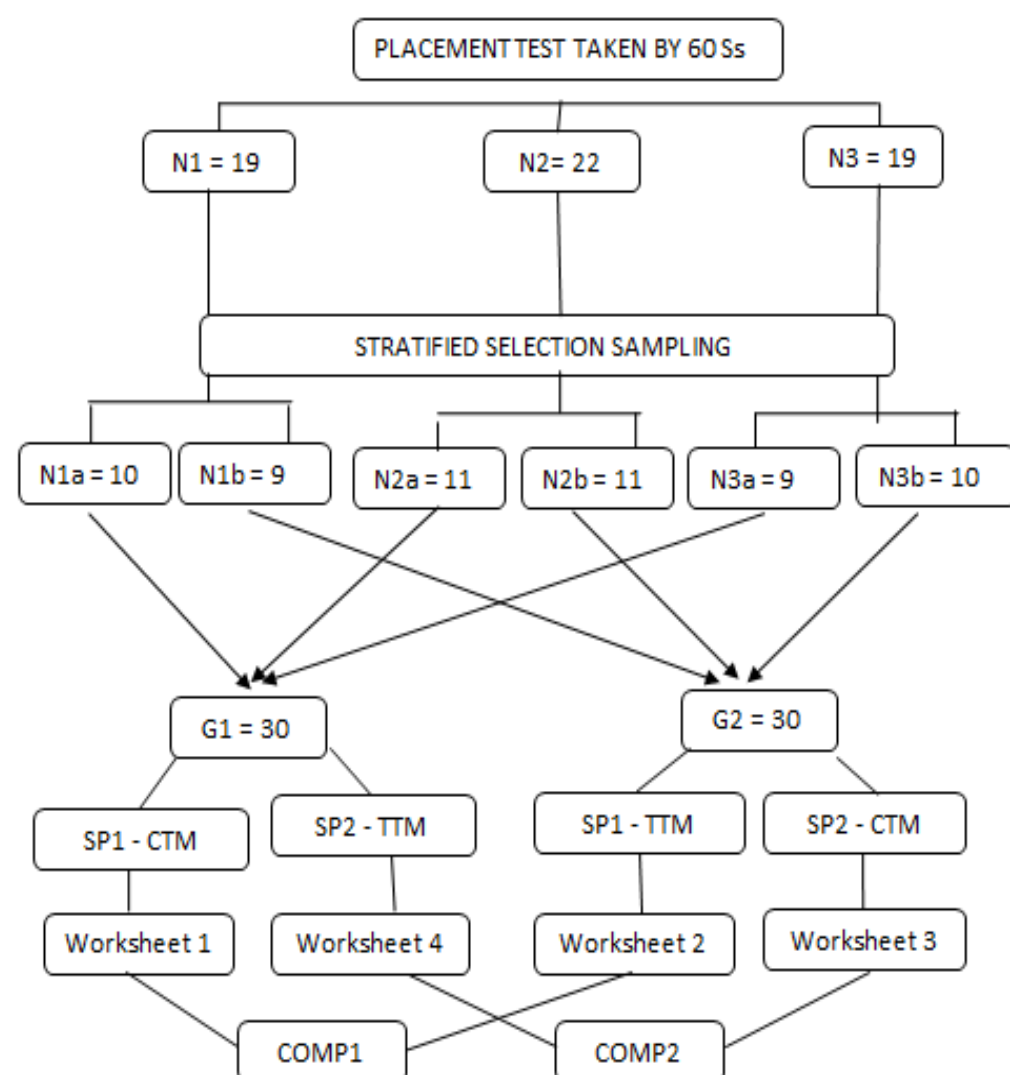 PLACEMENT TEST TAKEN BY 60 Ss
N1 = 19
N2= 22
N3 = 19
STRATIFIED SELECTION SAMPLING
N1a = 10
N1b = 9
N2a = 11
N2b = 11
N3a = 9
N3b = 10
G1 = 30
G2 = 30
SP1 - CTM
SP2 - TTM
SP1 - TTM
SP2 - CTM
Worksheet 1
Worksheet 4
Worksheet 2
Worksheet 3
COMP1
COMP2